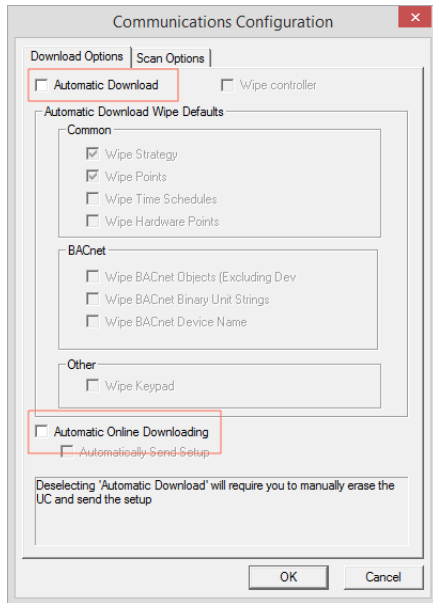 Communications Configuration
Download Options Scan Options
Automatic Download Wipe controller
Automatic Download Wipe Defaults
Common
Wipe Strategy
Wipe Points
Wipe Time Schedules
Wipe Hardware Points
BACnet
Wipe BACnet Objects (Excluding Dev
Wipe BACnet Binary Unit Strings
Wipe BACnet Device Name
Other
Wipe Keypad
Automatic Online Downloading
Automatically Send Setup
Deselecting 'Automatic Download' will require you to manually erase the
UC and send the setup
OK Cancel